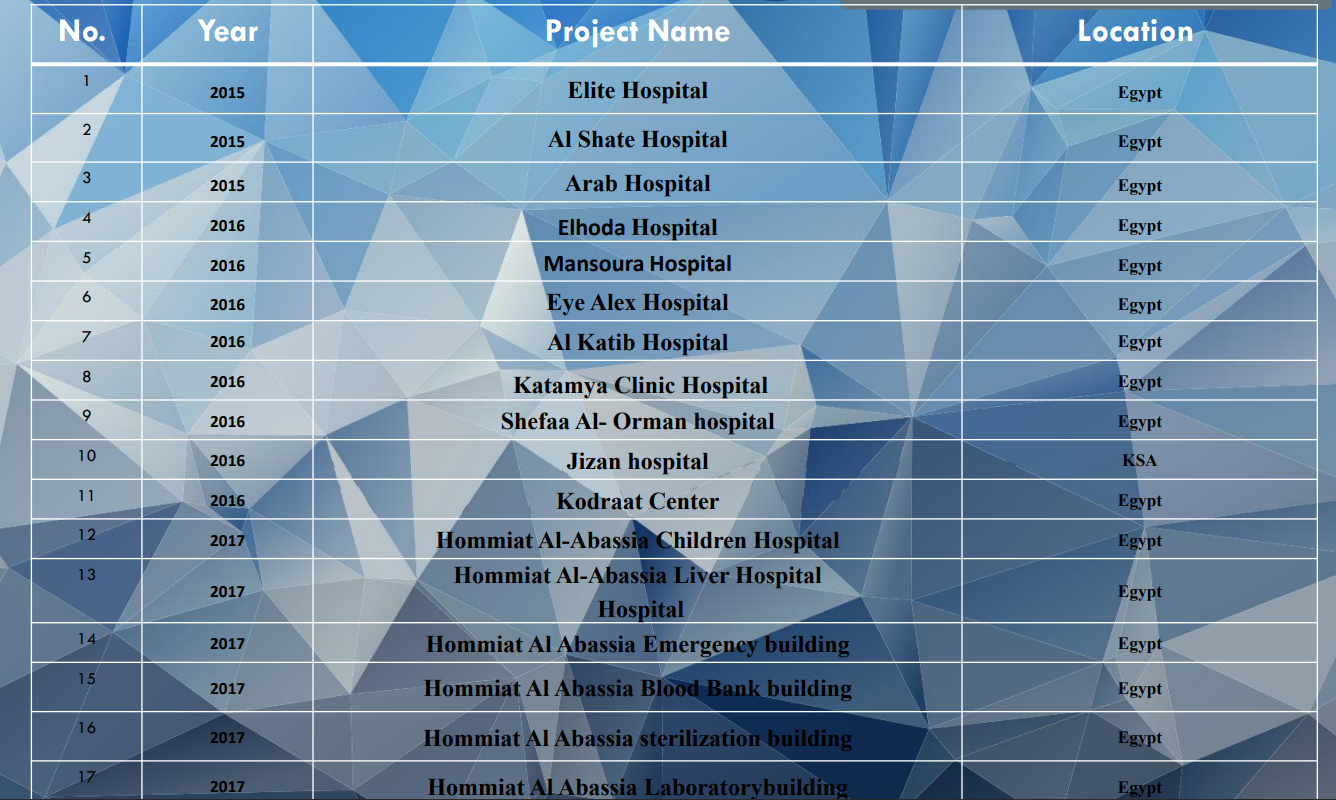 No. Year Project Name Location
1 2015 Elite Hospital Egypt
2 2015 Al Shate Hospital Egypt
3 2015 Arab Hospital Egypt
4 2016 Elhoda Hospital Egypt
5 2016 Mansoura Hospital Egypt
6 2016 Eye Alex Hospital Egypt
7 2016 Al Katib Hospital Egypt
8 2016 Katamya Clinic Hospital Egypt
9 2016 Shefaa Al- Orman hospital Egypt
10 2016 Jizan hospital KSA
11 2016 Kodraat Center Egypt
12 2017 Hommiat Al-Abassia Children Hospital Egypt
13 2017 Hommiat Al-Abassia Liver Hospital Egypt
Hospital
14 2017 Hommiat Al Abassia Emergency building Egypt
15 2017 Hommiat Al Abassia Blood Bank building Egypt
16 2017 Hommiat Al Abassia sterilization building Egypt
17 2017 Hommiat Al Abassia Laboratorybuilding Egypt